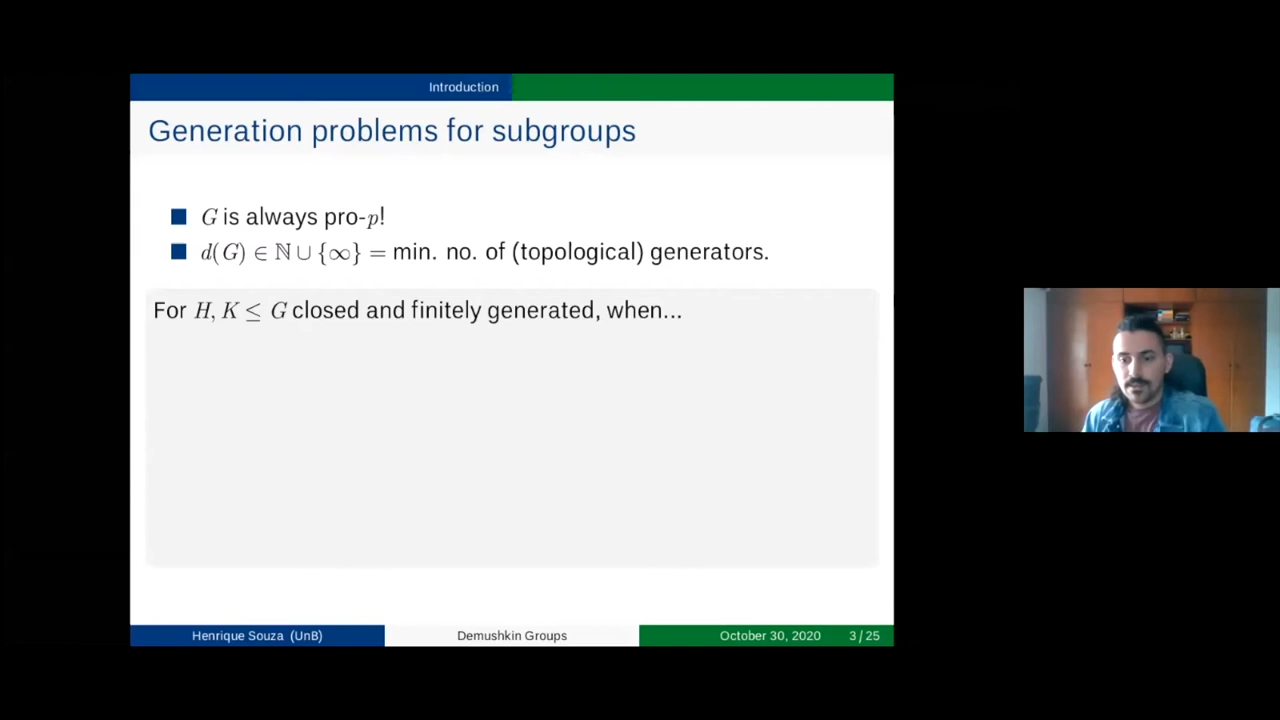 Introduction
Generation problems for subgroups
G is always pro-p!
d(G) ∈ ℕ ∪ {∞} = min. no. of (topological) generators.
For H, K ≤ G closed and finitely generated, when...
Henrique Souza (UnB) Demushkin Groups October 30, 2020 3 / 25